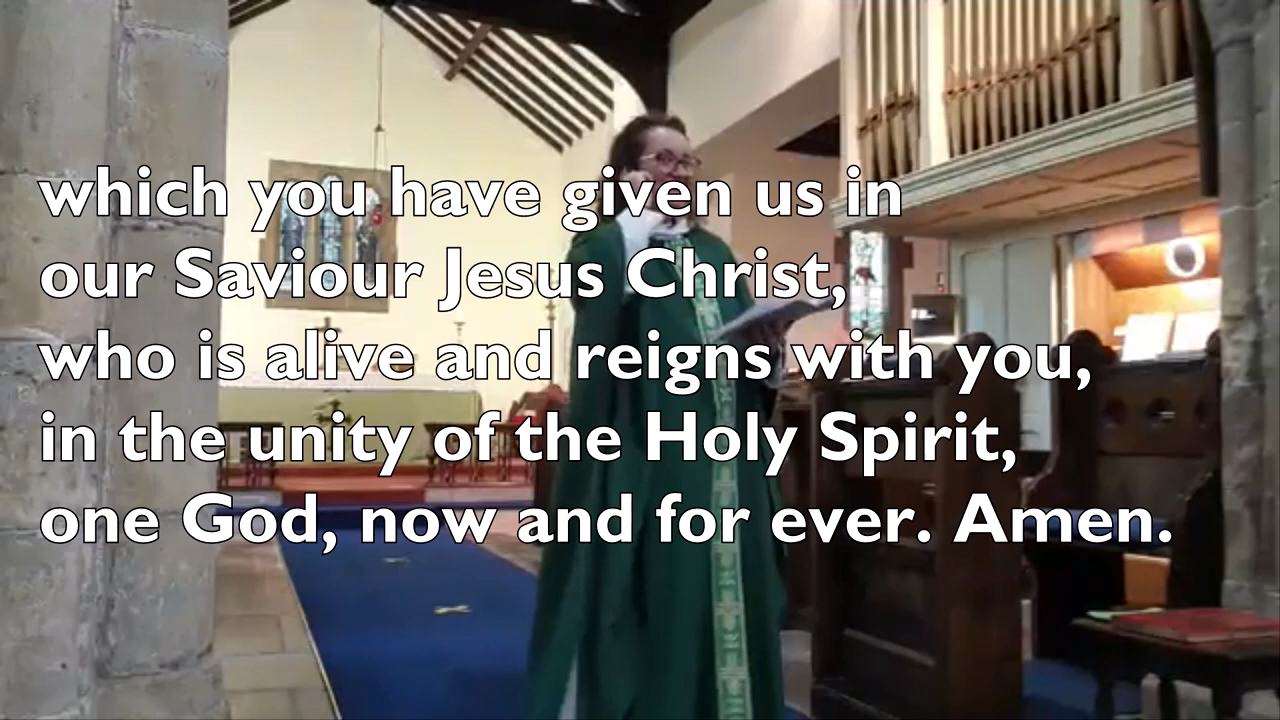 which you have given us in
our Saviour Jesus Christ,
who is alive and reigns with you,
in the unity of the Holy Spirit,
one God, now and for ever. Amen.